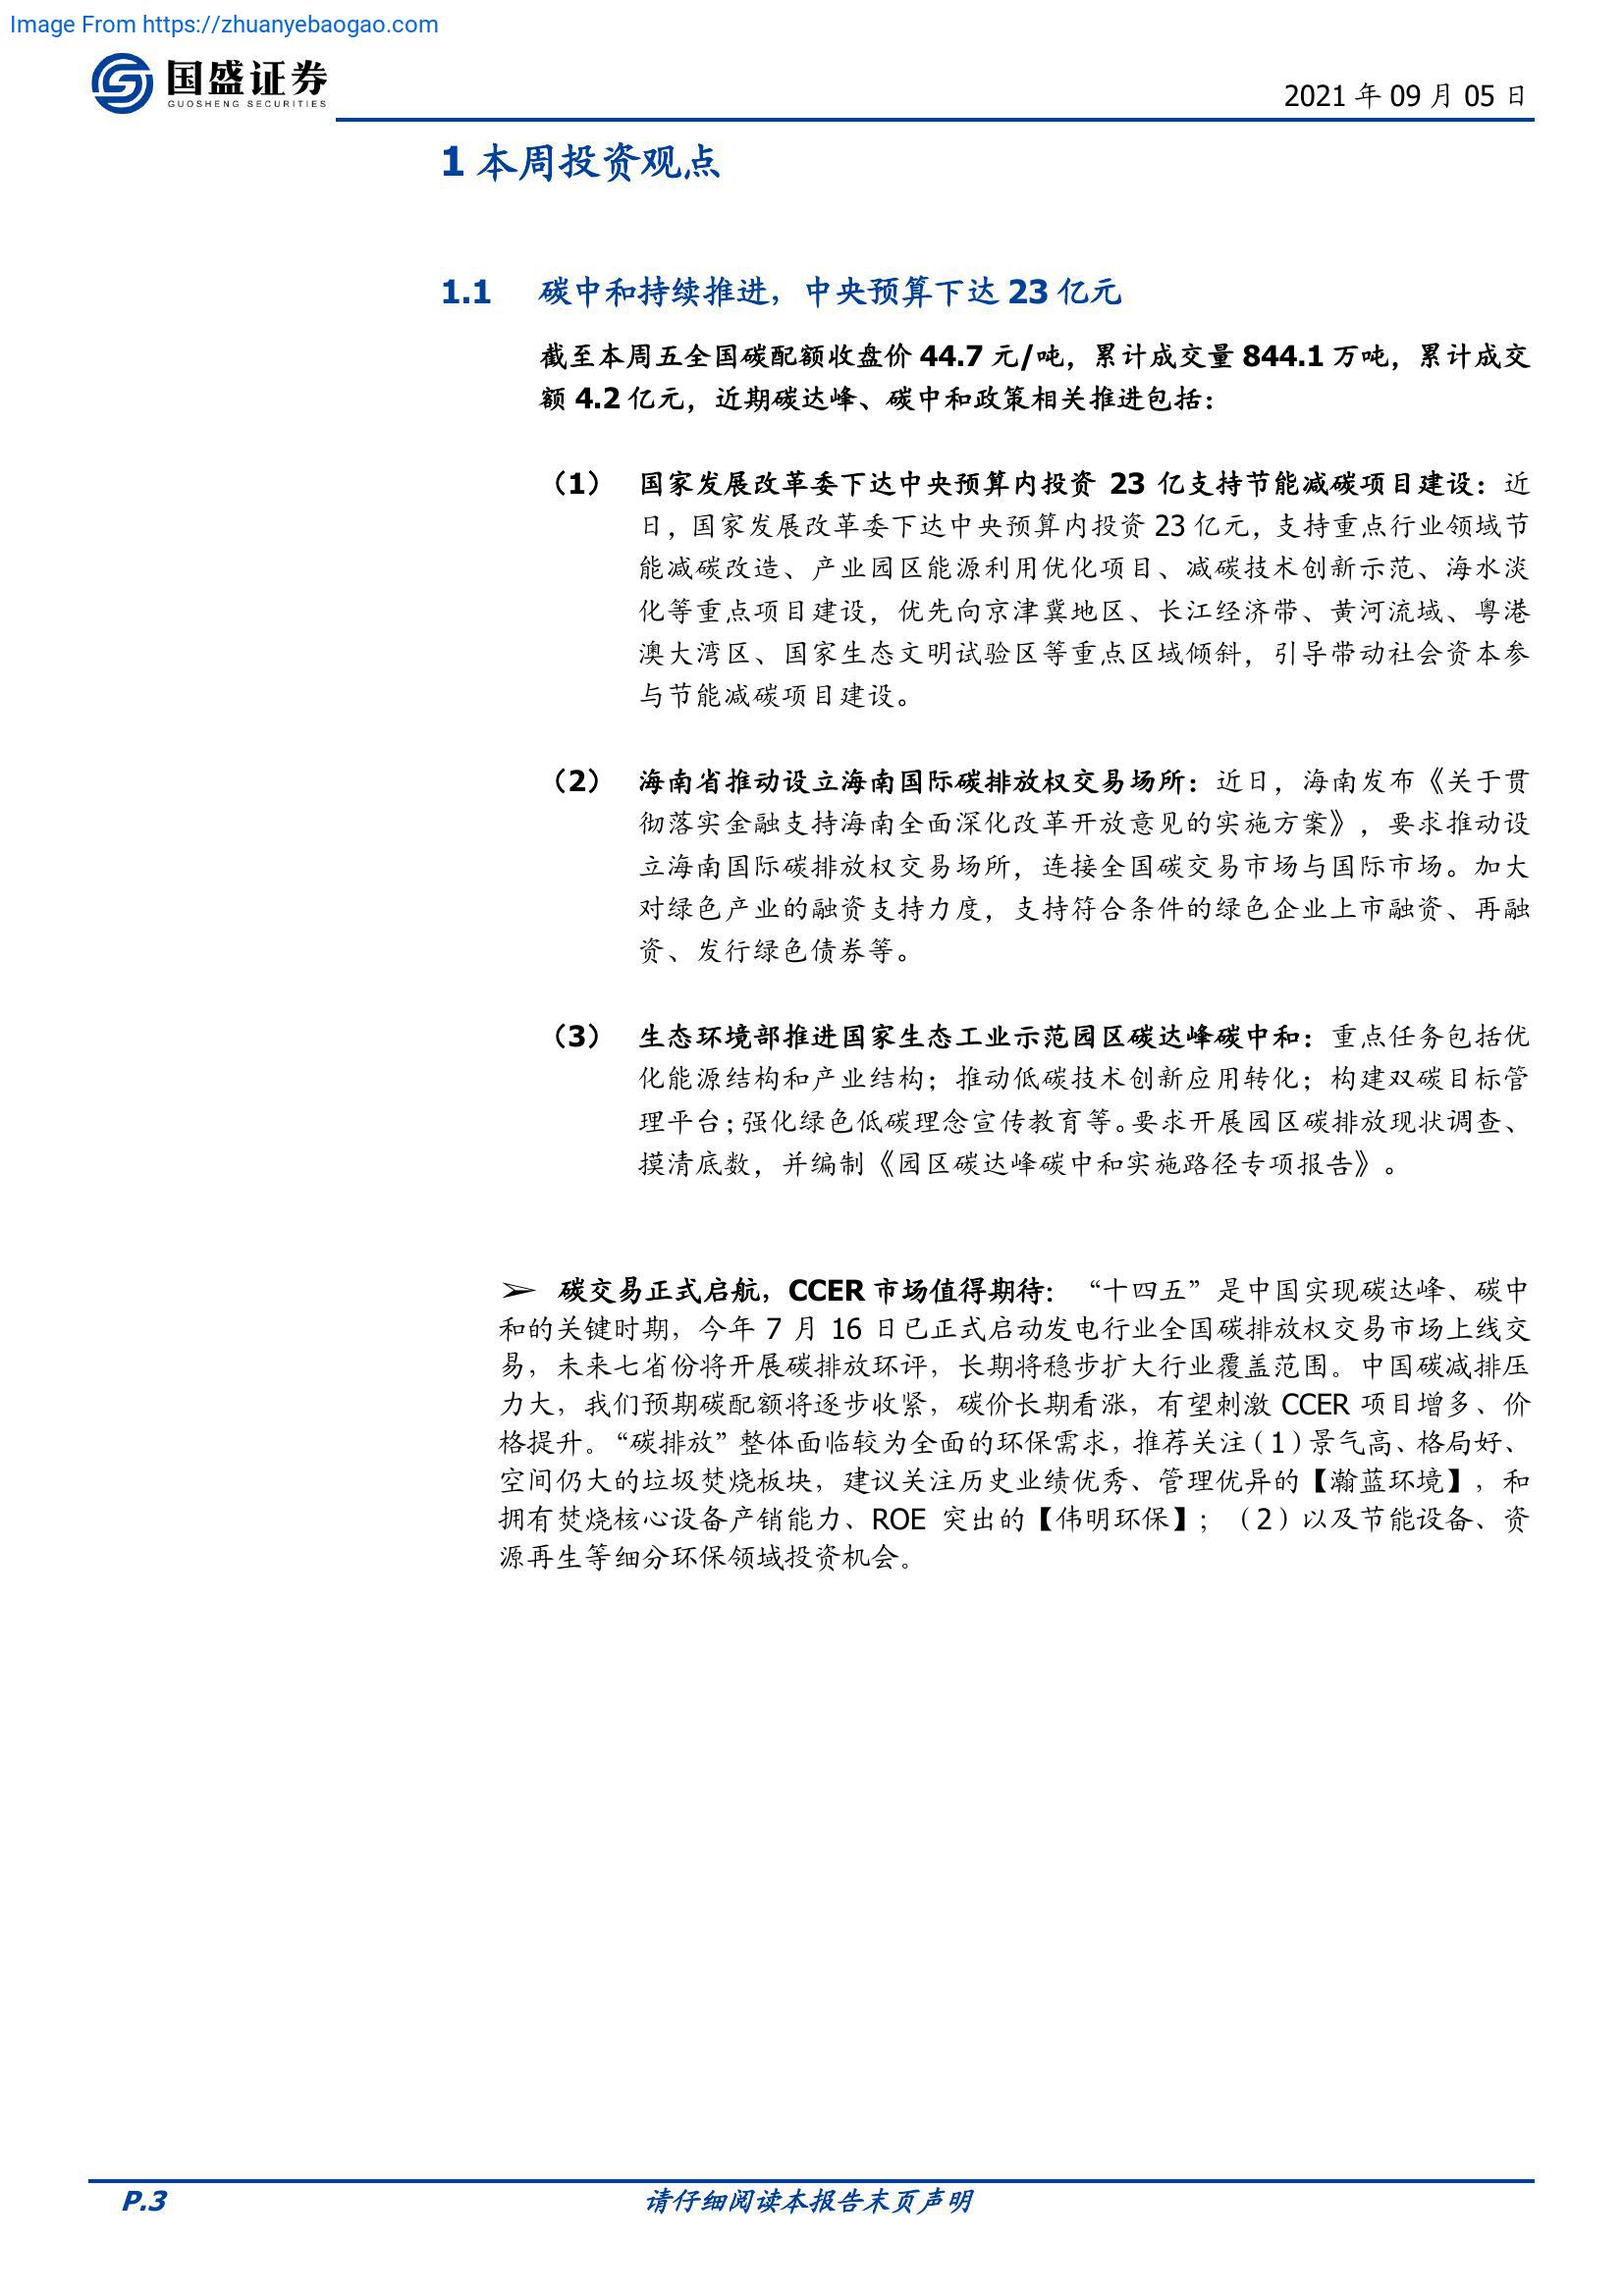 Image From https://zhuanyebaogao.com
国盛证券
GUOSHENG SECURITIES
2021 年 09 月 05 日
1 本周投资观点
1.1 碳中和持续推进，中央预算下达 23 亿元
截至本周五全国碳配额收盘价 44.7 元/吨，累计成交量 844.1 万吨，累计成交
额 4.2 亿元，近期碳达峰、碳中和政策相关推进包括：
（1） 国家发展改革委下达中央预算内投资 23 亿支持节能减碳项目建设：近
日，国家发展改革委下达中央预算内投资 23 亿元，支持重点行业领域节
能减碳改造、产业园区能源利用优化项目、减碳技术创新示范、海水淡
化等重点项目建设，优先向京津冀地区、长江经济带、黄河流域、粤港
澳大湾区、国家生态文明试验区等重点区域倾斜，引导带动社会资本参
与节能减碳项目建设。
（2） 海南省推动设立海南国际碳排放权交易场所：近日，海南发布《关于贯
彻落实金融支持海南全面深化改革开放意见的实施方案》，要求推动设
立海南国际碳排放权交易场所，连接全国碳交易市场与国际市场。加大
对绿色产业的融资支持力度，支持符合条件的绿色企业上市融资、再融
资、发行绿色债券等。
（3） 生态环境部推进国家生态工业示范园区碳达峰碳中和：重点任务包括优
化能源结构和产业结构；推动低碳技术创新应用转化；构建双碳目标管
理平台；强化绿色低碳理念宣传教育等。要求开展园区碳排放现状调查、
摸清底数，并编制《园区碳达峰碳中和实施路径专项报告》。
➢ 碳交易正式启航，CCER 市场值得期待：“十四五”是中国实现碳达峰、碳中
和的关键时期，今年 7 月 16 日已正式启动发电行业全国碳排放权交易市场上线交
易，未来七省份将开展碳排放环评，长期将稳步扩大行业覆盖范围。中国碳减排压
力大，我们预期碳配额将逐步收紧，碳价长期看涨，有望刺激 CCER 项目增多、价
格提升。“碳排放”整体面临较为全面的环保需求，推荐关注（1）景气高、格局好、
空间仍大的垃圾焚烧板块，建议关注历史业绩优秀、管理优异的【瀚蓝环境】，和
拥有焚烧核心设备产销能力、ROE 突出的【伟明环保】；（2）以及节能设备、资
源再生等细分环保领域投资机会。
P.3 请仔细阅读本报告末页声明